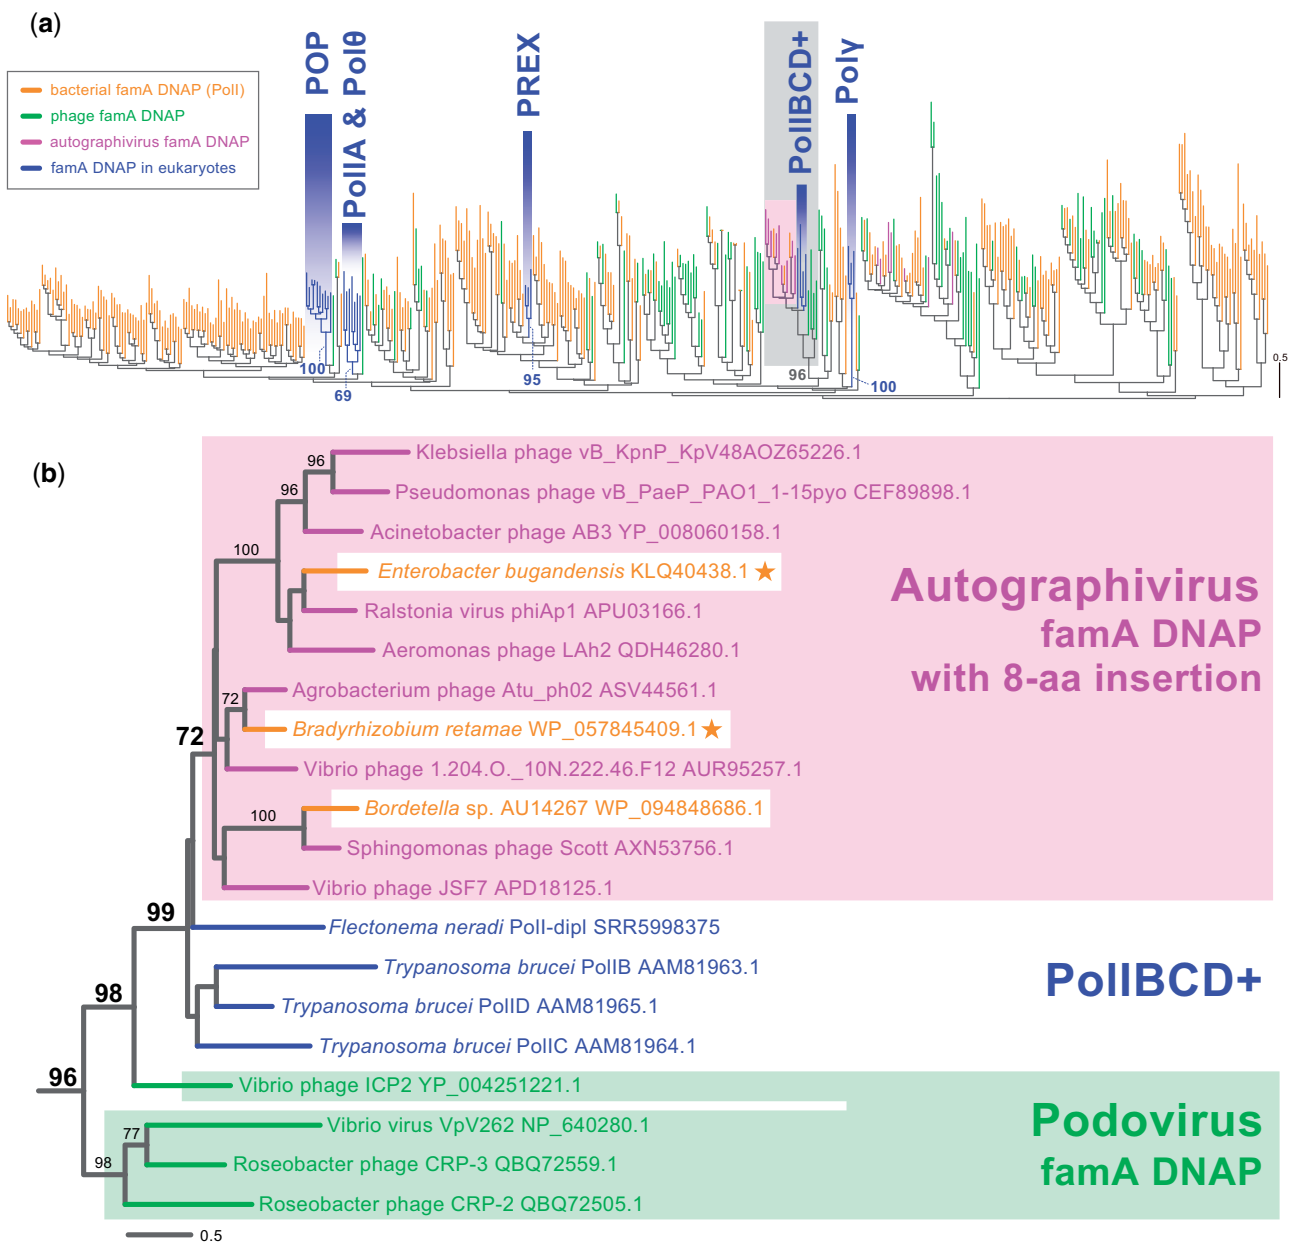 (a)
POP
PolIA & Polθ
PREX
PolIBCD+
Polγ
bacterial famA DNAP (PolI)
phage famA DNAP
autographivirus famA DNAP
famA DNAP in eukaryotes
100
69
95
96
100
0.5
(b)
96
Klebsiella phage vB_KpnP_KpV48AOZ65226.1
96
Pseudomonas phage vB_PaeP_PAO1_1-15pyo CEF89898.1
Acinetobacter phage AB3 YP_008060158.1
100
Enterobacter bugandensis KLQ40438.1 ★
Ralstonia virus phiAp1 APU03166.1
Aeromonas phage LAh2 QDH46280.1
Autographivirus
famA DNAP
with 8-aa insertion
72
Agrobacterium phage Atu_ph02 ASV44561.1
Bradyrhizobium retamae WP_057845409.1 ★
72
Vibrio phage 1.204.O._10N.222.46.F12 AUR95257.1
Bordetella sp. AU14267 WP_094848686.1
100
Sphingomonas phage Scott AXN53756.1
Vibrio phage JSF7 APD18125.1
99
Flectonema neradi PolI-dipl SRR5998375
Trypanosoma brucei PolIB AAM81963.1
PolIBCD+
98
Trypanosoma brucei PolID AAM81965.1
Trypanosoma brucei PolIC AAM81964.1
96
Vibrio phage ICP2 YP_004251221.1
Podovirus
famA DNAP
77
Vibrio virus VpV262 NP_640280.1
98
Roseobacter phage CRP-3 QBQ72559.1
Roseobacter phage CRP-2 QBQ72505.1
0.5